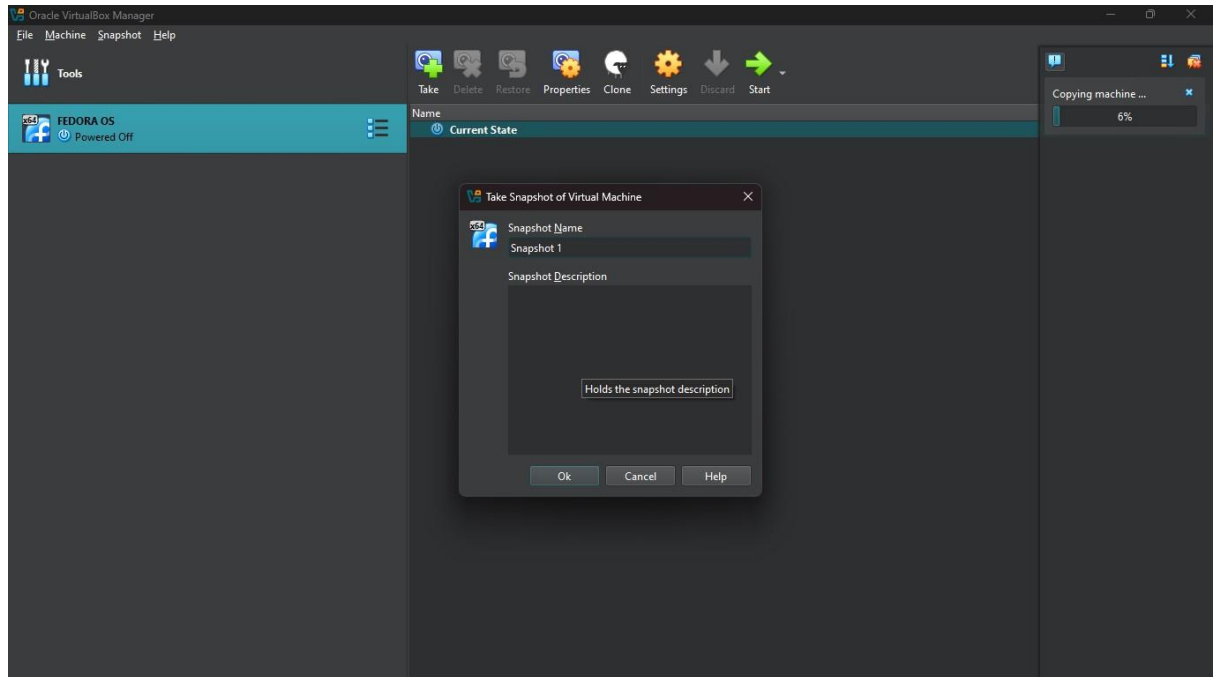 Oracle VirtualBox Manager
File Machine Snapshot Help
Tools
Take Delete Restore Properties Clone Settings Discard Start
x64
FEDORA OS
Powered Off
Name
Current State
Copying machine ...
6%
Take Snapshot of Virtual Machine
x64
Snapshot Name
Snapshot 1
Snapshot Description
Holds the snapshot description
Ok Cancel Help